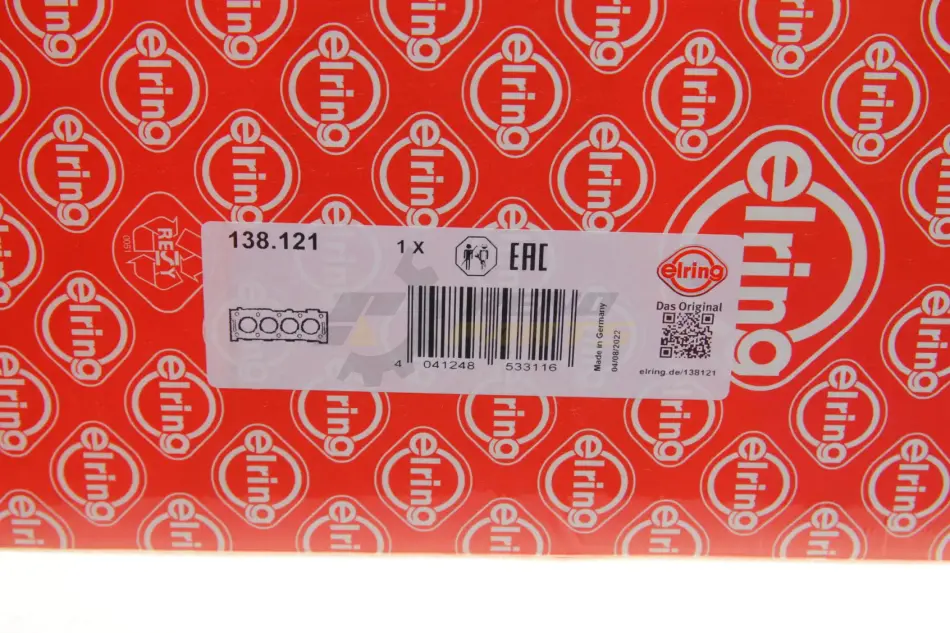 138.121
1 X
EAC
elring
Das Original
Made in Germany
04/08/2022
4 041248 533116
elring.de/138121
RESY
elring